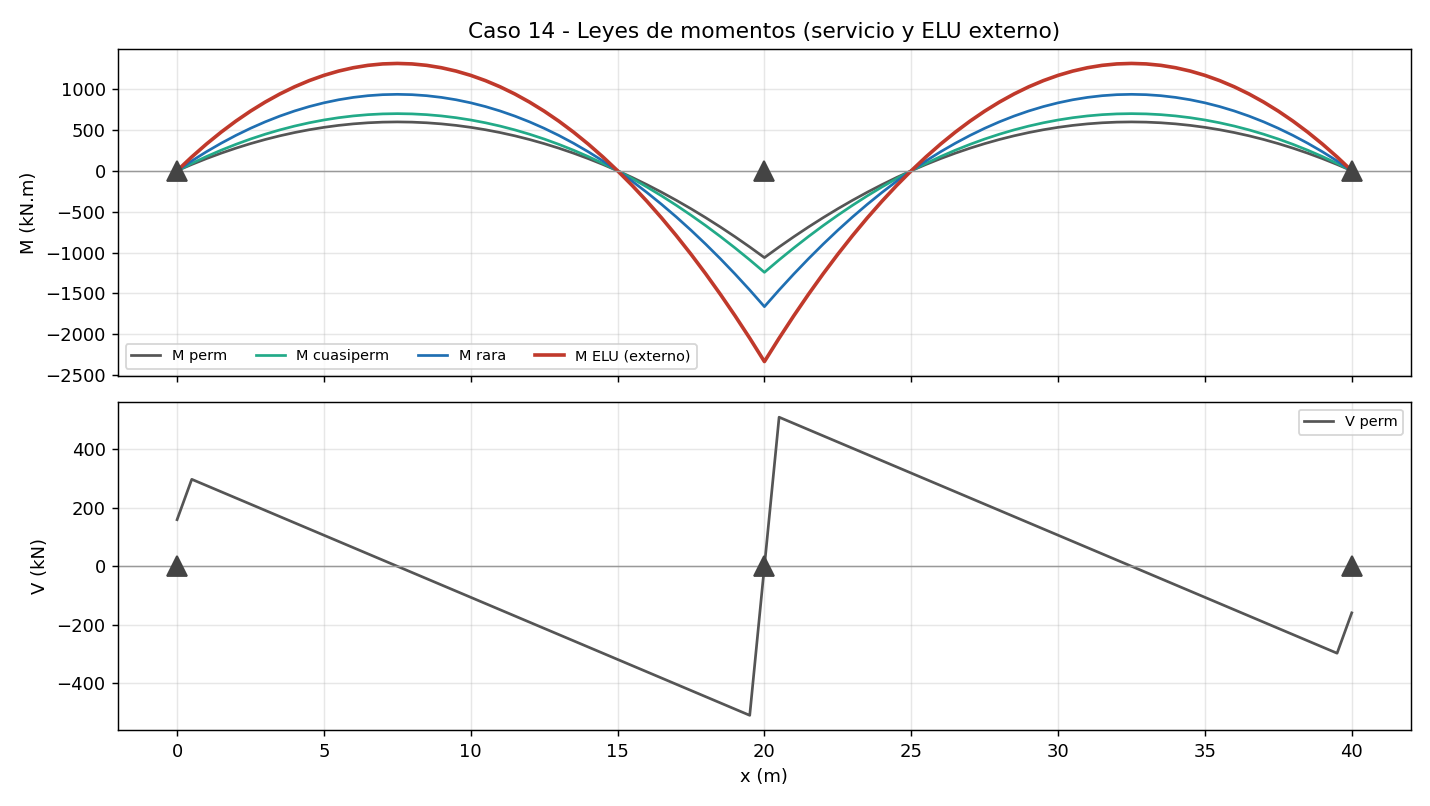 Caso 14 - Leyes de momentos (servicio y ELU externo)
M (kN.m)
1000
500
0
−500
−1000
−1500
−2000
−2500
M perm M cuasiperm M rara M ELU (externo)
V (kN)
400
200
0
−200
−400
V perm
0 5 10 15 20 25 30 35 40
x (m)